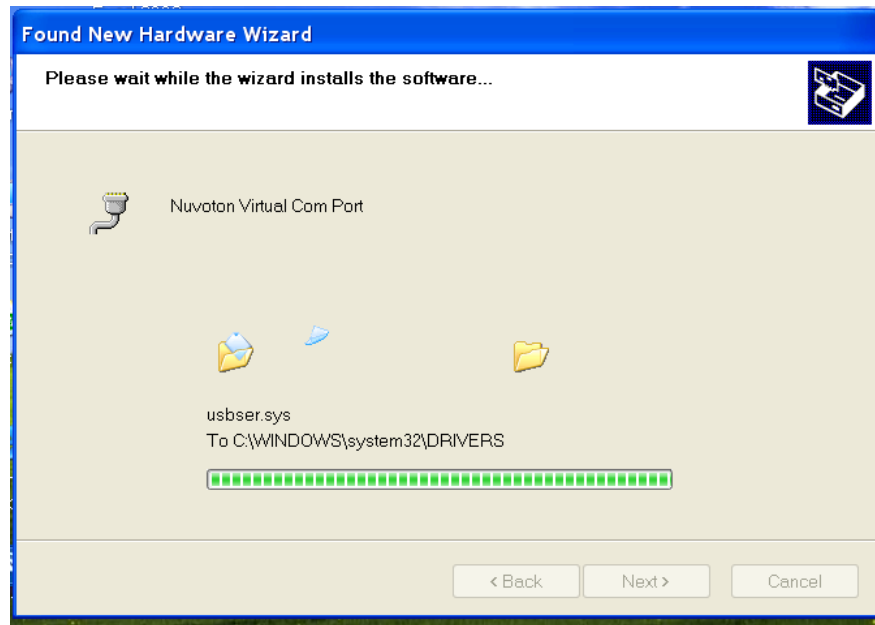 Found New Hardware Wizard
Please wait while the wizard installs the software...
Nuvoton Virtual Com Port
usbser.sys
To C:\WINDOWS\system32\DRIVERS
< Back
Next >
Cancel